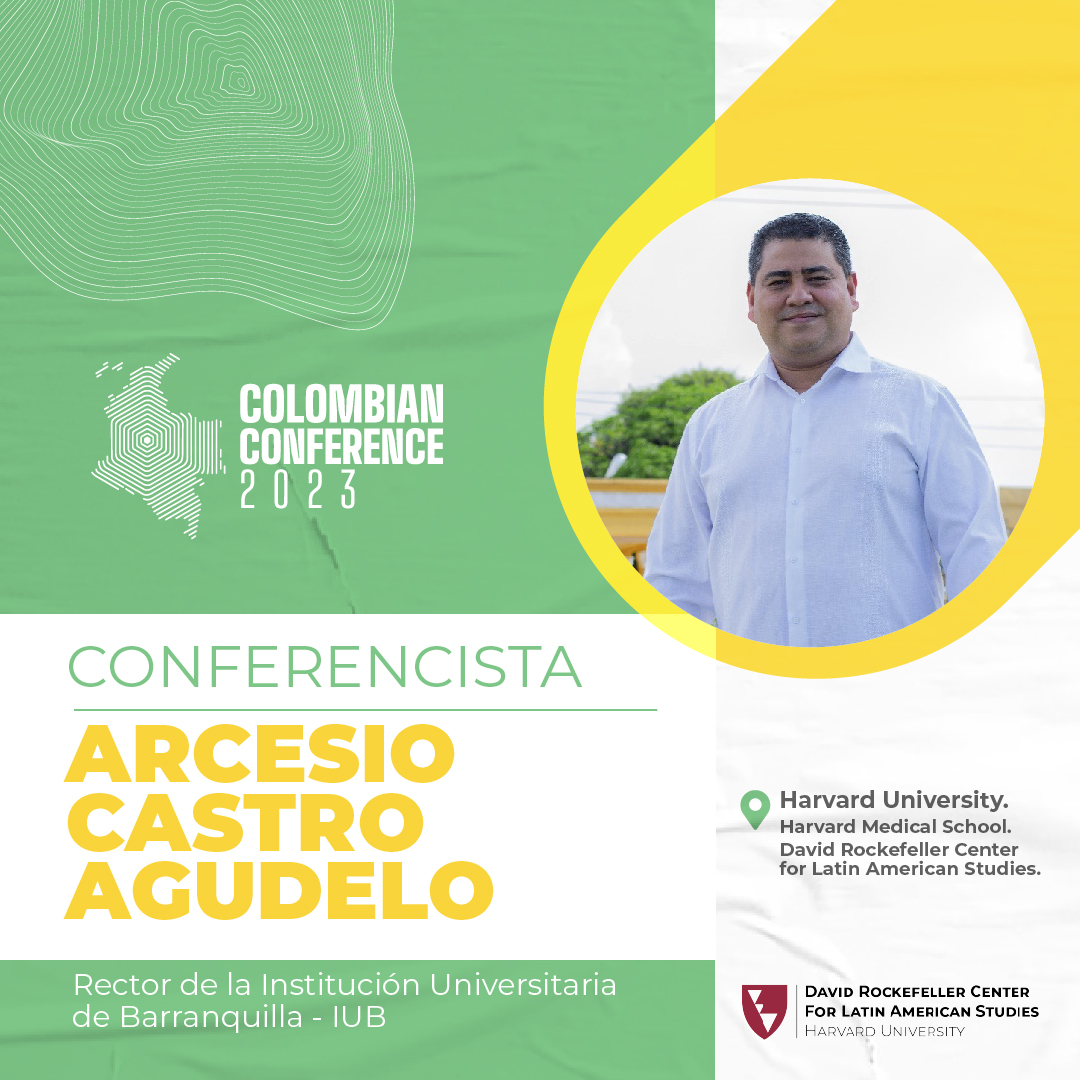 COLOMBIAN
CONFERENCE
2023
CONFERENCISTA
ARCESIO
CASTRO
AGUDELO
Rector de la Institución Universitaria
de Barranquilla - IUB
Harvard University.
Harvard Medical School.
David Rockefeller Center
for Latin American Studies.
DAVID ROCKEFELLER CENTER
FOR LATIN AMERICAN STUDIES
HARVARD UNIVERSITY